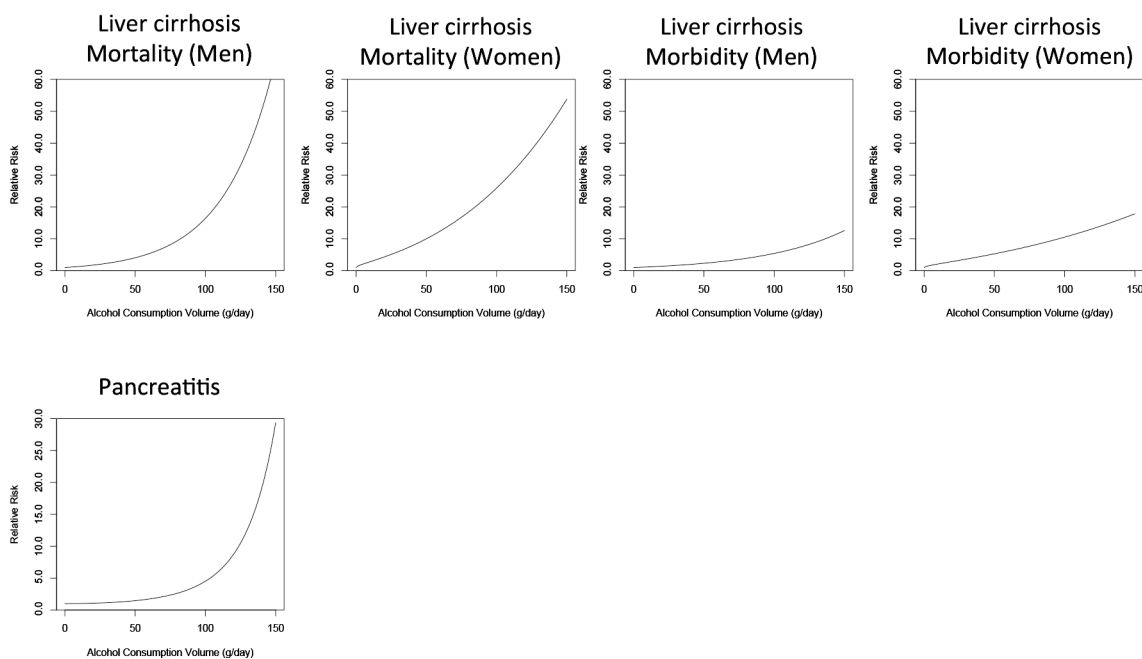 Liver cirrhosis
Mortality (Men)
60.0
50.0
40.0
30.0
20.0
10.0
0.0
Relative Risk
0 50 100 150
Alcohol Consumption Volume (g/day)
Liver cirrhosis
Mortality (Women)
60.0
50.0
40.0
30.0
20.0
10.0
0.0
Relative Risk
0 50 100 150
Alcohol Consumption Volume (g/day)
Liver cirrhosis
Morbidity (Men)
60.0
50.0
40.0
30.0
20.0
10.0
0.0
Relative Risk
0 50 100 150
Alcohol Consumption Volume (g/day)
Liver cirrhosis
Morbidity (Women)
60.0
50.0
40.0
30.0
20.0
10.0
0.0
Relative Risk
0 50 100 150
Alcohol Consumption Volume (g/day)
Pancreatitis
30.0
25.0
20.0
15.0
10.0
5.0
0.0
Relative Risk
0 50 100 150
Alcohol Consumption Volume (g/day)